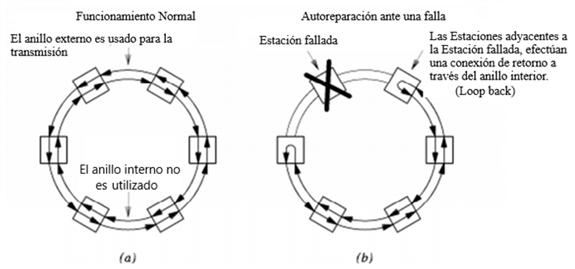 Funcionamiento Normal
El anillo externo es usado para la
transmisión
El anillo interno no
es utilizado
(a)
Autoreparación ante una falla
Estación fallada
Las Estaciones adyacentes a
la Estación fallada, efectúan
una conexión de retorno a
través del anillo interior.
(Loop back)
(b)